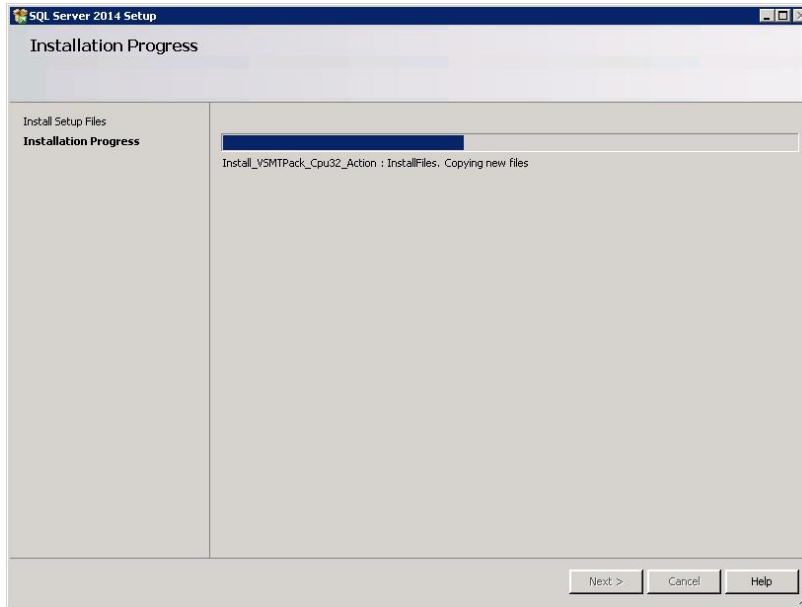 SQL Server 2014 Setup
Installation Progress
Install Setup Files
Installation Progress
Install_VSMTPack_Cpu32_Action : InstallFiles. Copying new files
Next >
Cancel
Help